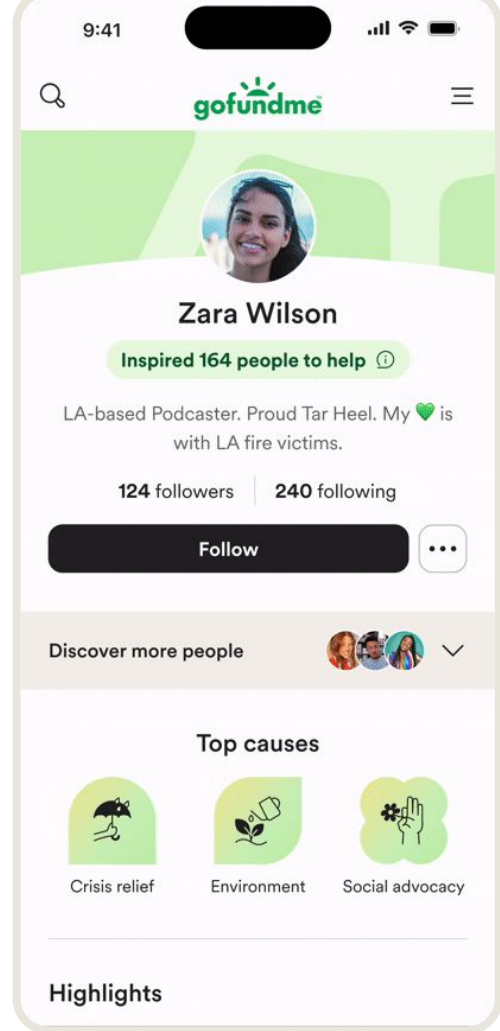 9:41
gofundme
Zara Wilson
Inspired 164 people to help
LA-based Podcaster. Proud Tar Heel. My 💚 is
with LA fire victims.
124 followers 240 following
Follow
Discover more people
Top causes
Crisis relief Environment Social advocacy
Highlights